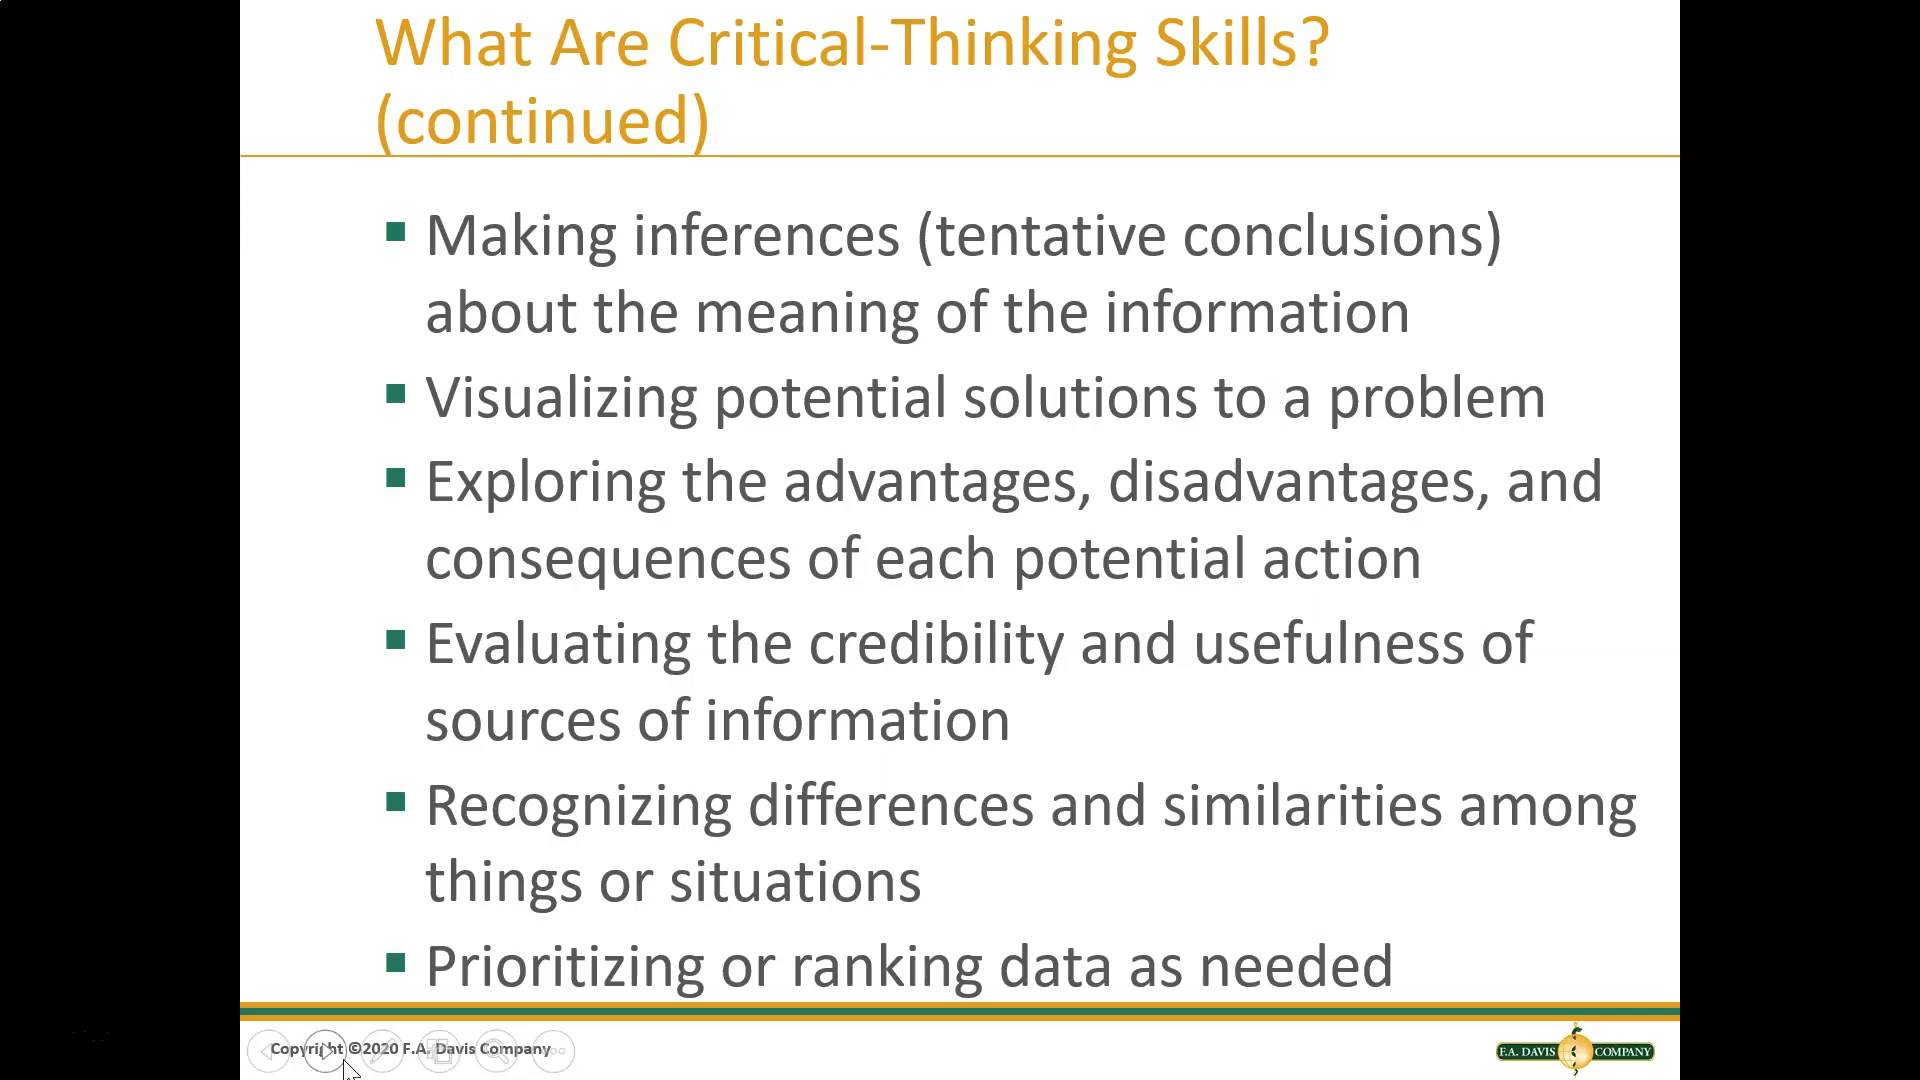 What Are Critical-Thinking Skills?
(continued)
Making inferences (tentative conclusions)
about the meaning of the information
Visualizing potential solutions to a problem
Exploring the advantages, disadvantages, and
consequences of each potential action
Evaluating the credibility and usefulness of
sources of information
Recognizing differences and similarities among
things or situations
Prioritizing or ranking data as needed
Copyright ©2020 F.A. Davis Company
F.A. DAVIS COMPANY